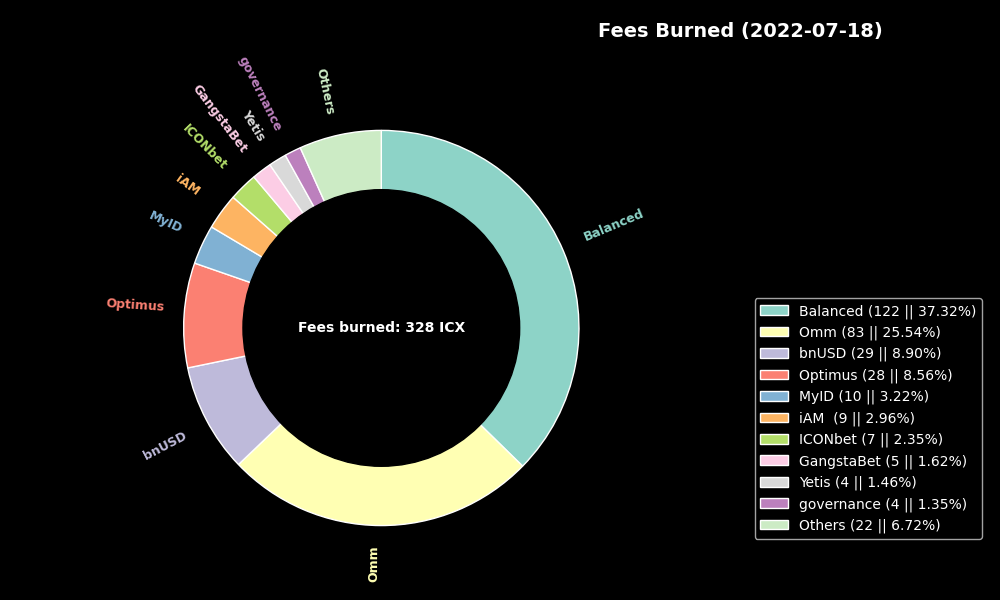 Fees Burned (2022-07-18)
Others
governance
Yetis
GangstaBet
ICONbet
iAM
MyID
Optimus
bnUSD
Omm
Balanced
Fees burned: 328 ICX
Balanced (122 || 37.32%)
Omm (83 || 25.54%)
bnUSD (29 || 8.90%)
Optimus (28 || 8.56%)
MyID (10 || 3.22%)
iAM  (9 || 2.96%)
ICONbet (7 || 2.35%)
GangstaBet (5 || 1.62%)
Yetis (4 || 1.46%)
governance (4 || 1.35%)
Others (22 || 6.72%)